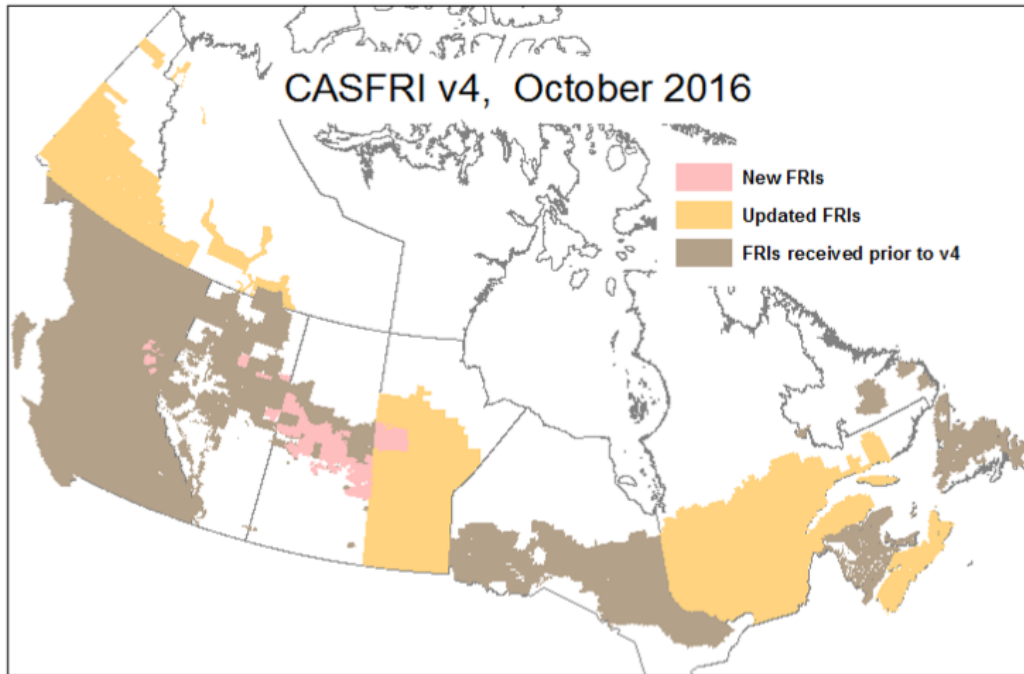 CASFRI v4, October 2016
New FRIs
Updated FRIs
FRIs received prior to v4